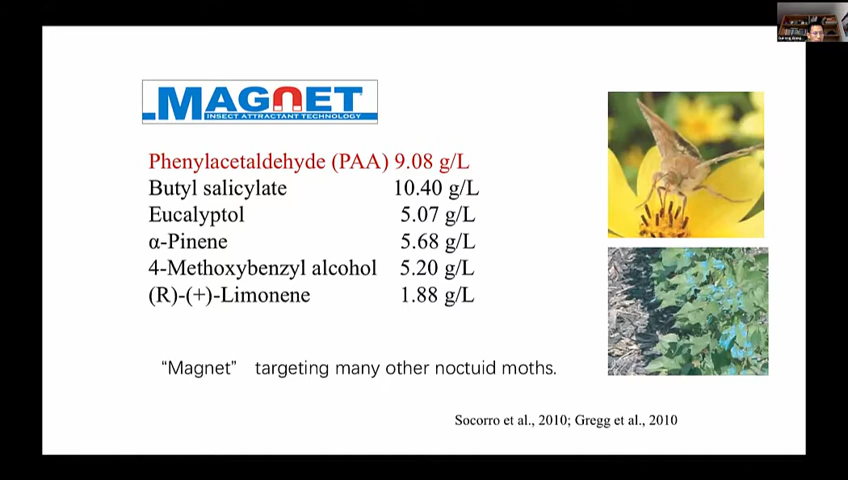 MAGNET
INSECT ATTRACTANT TECHNOLOGY
Phenylacetaldehyde (PAA) 9.08 g/L
Butyl salicylate 10.40 g/L
Eucalyptol 5.07 g/L
α-Pinene 5.68 g/L
4-Methoxybenzyl alcohol 5.20 g/L
(R)-(+)-Limonene 1.88 g/L
“Magnet” targeting many other noctuid moths.
Socorro et al., 2010; Gregg et al., 2010